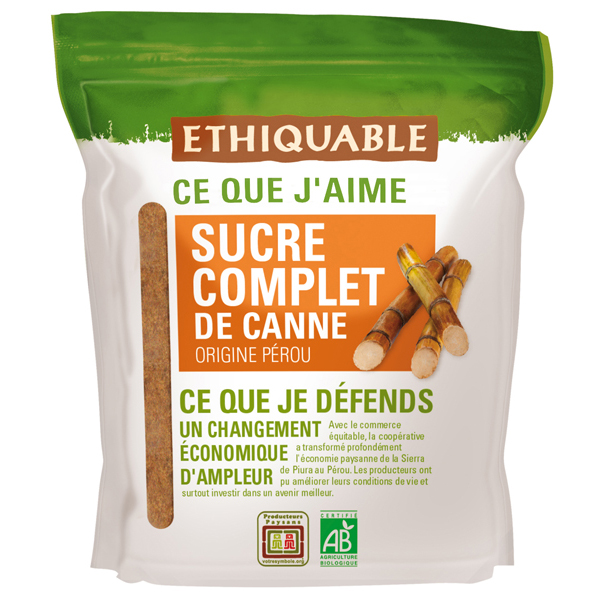 ETHIQUABLE
CE QUE J'AIME
SUCRE
COMPLET
DE CANNE
ORIGINE PÉROU
CE QUE JE DÉFENDS
UN CHANGEMENT
ÉCONOMIQUE
D'AMPLEUR
Avec le commerce
équitable, la coopérative
a transformé profondément
l'économie paysanne de la Sierra
de Piura au Pérou. Les producteurs ont
pu améliorer leurs conditions de vie et
surtout investir dans un avenir meilleur.
Producteurs
Paysans
votresymbole.org
CERTIFIÉ
AB
AGRICULTURE
BIOLOGIQUE